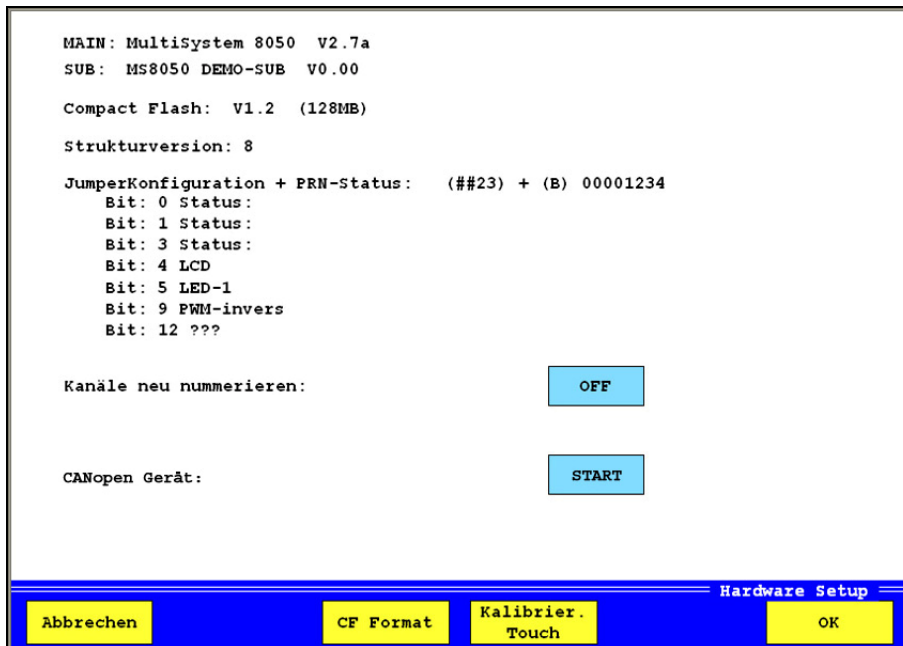 MAIN: MultiSystem 8050 V2.7a
SUB: MS8050 DEMO-SUB V0.00
Compact Flash: V1.2 (128MB)
Strukturversion: 8
JumperKonfiguration + PRN-Status: (##23) + (B) 00001234
Bit: 0 Status:
Bit: 1 Status:
Bit: 3 Status:
Bit: 4 LCD
Bit: 5 LED-1
Bit: 9 PWM-invers
Bit: 12 ???
Kanäle neu nummerieren: OFF
CANopen Gerät: START
Hardware Setup
Abbrechen
CF Format
Kalibrier.
Touch
OK